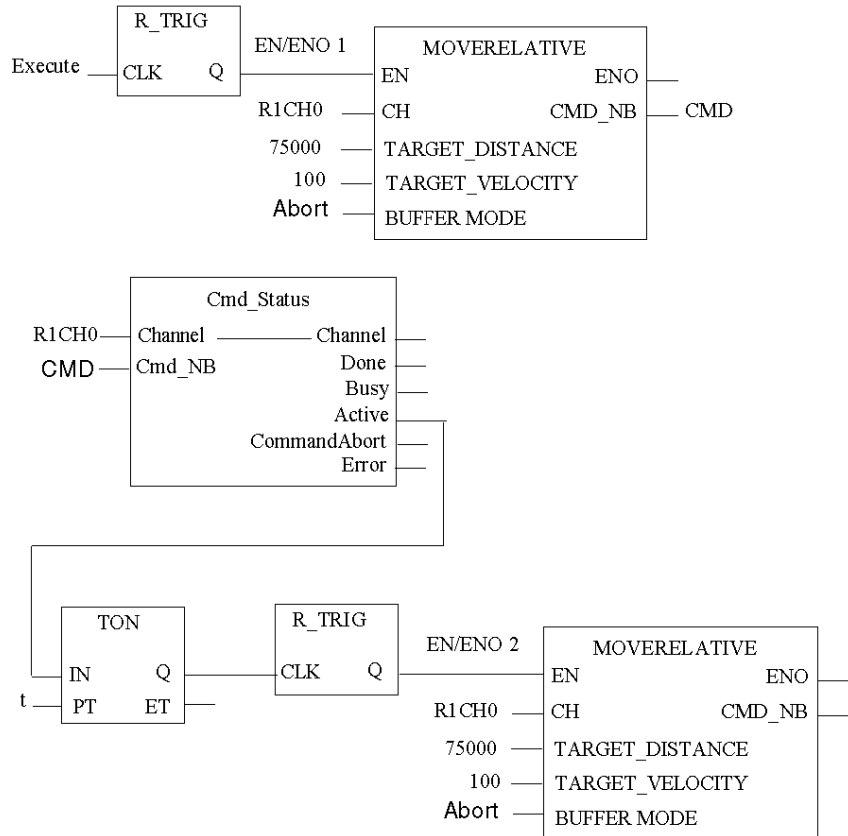 R_TRIG
EN/ENO 1
MOVERELATIVE
Execute
CLK Q
EN ENO
R1CH0
CH CMD_NB
CMD
75000
TARGET_DISTANCE
100
TARGET_VELOCITY
Abort
BUFFER MODE
Cmd_Status
R1CH0
Channel Channel
CMD
Cmd_NB Done
Busy
Active
CommandAbort
Error
TON
R_TRIG
EN/ENO 2
MOVERELATIVE
IN Q
CLK Q
EN ENO
t
PT ET
R1CH0
CH CMD_NB
75000
TARGET_DISTANCE
100
TARGET_VELOCITY
Abort
BUFFER MODE